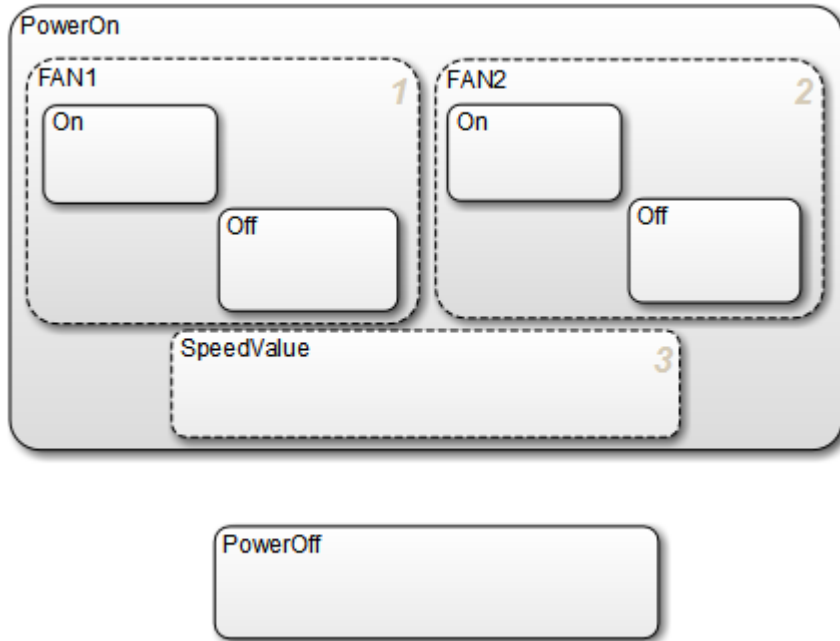 PowerOn
FAN1
1
On
Off
FAN2
2
On
Off
SpeedValue
3
PowerOff